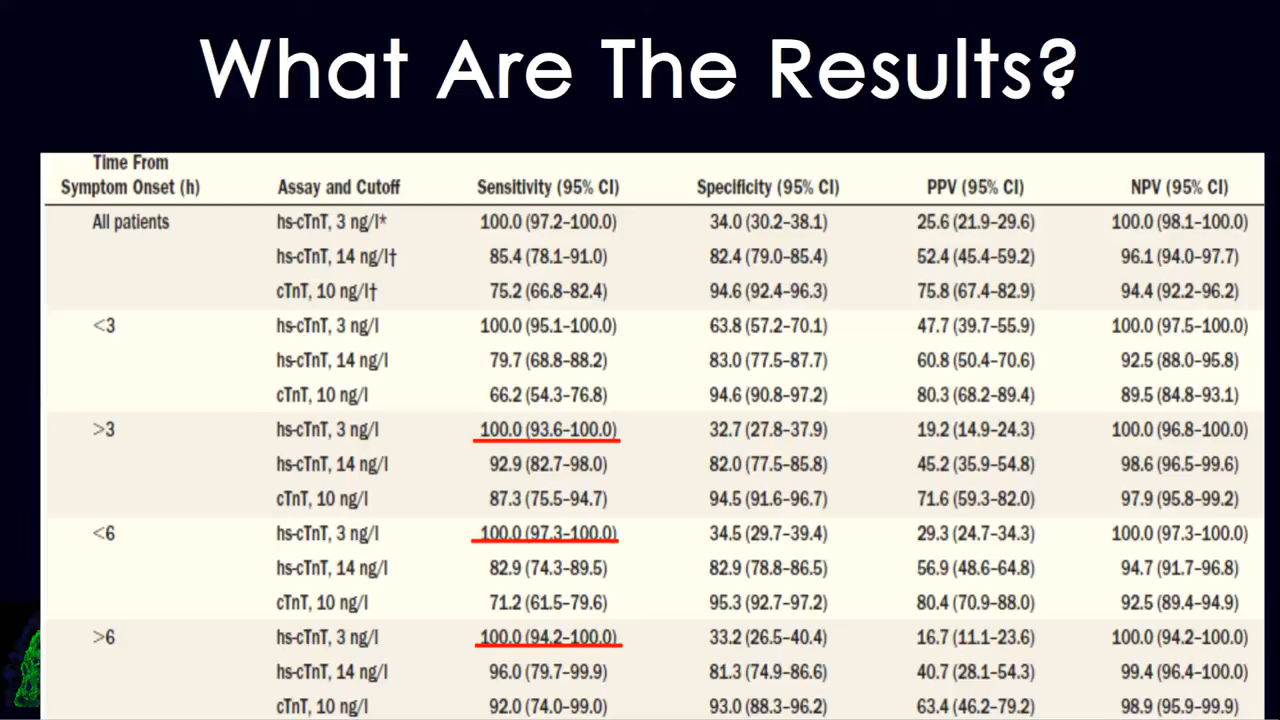 What Are The Results?
Time From
Symptom Onset (h) Assay and Cutoff Sensitivity (95% CI) Specificity (95% CI) PPV (95% CI) NPV (95% CI)
All patients hs-cTnT, 3 ng/l* 100.0 (97.2–100.0) 34.0 (30.2–38.1) 25.6 (21.9–29.6) 100.0 (98.1–100.0)
hs-cTnT, 14 ng/l† 85.4 (78.1–91.0) 82.4 (79.0–85.4) 52.4 (45.4–59.2) 96.1 (94.0–97.7)
cTnT, 10 ng/l† 75.2 (66.8–82.4) 94.6 (92.4–96.3) 75.8 (67.4–82.9) 94.4 (92.2–96.2)
<3 hs-cTnT, 3 ng/l 100.0 (95.1–100.0) 63.8 (57.2–70.1) 47.7 (39.7–55.9) 100.0 (97.5–100.0)
hs-cTnT, 14 ng/l 79.7 (68.8–88.2) 83.0 (77.5–87.7) 60.8 (50.4–70.6) 92.5 (88.0–95.8)
cTnT, 10 ng/l 66.2 (54.3–76.8) 94.6 (90.8–97.2) 80.3 (68.2–89.4) 89.5 (84.8–93.1)
>3 hs-cTnT, 3 ng/l 100.0 (93.6–100.0) 32.7 (27.8–37.9) 19.2 (14.9–24.3) 100.0 (96.8–100.0)
hs-cTnT, 14 ng/l 92.9 (82.7–98.0) 82.0 (77.5–85.8) 45.2 (35.9–54.8) 98.6 (96.5–99.6)
cTnT, 10 ng/l 87.3 (75.5–94.7) 94.5 (91.6–96.7) 71.6 (59.3–82.0) 97.9 (95.8–99.2)
<6 hs-cTnT, 3 ng/l 100.0 (97.3–100.0) 34.5 (29.7–39.4) 29.3 (24.7–34.3) 100.0 (97.3–100.0)
hs-cTnT, 14 ng/l 82.9 (74.3–89.5) 82.9 (78.8–86.5) 56.9 (48.6–64.8) 94.7 (91.7–96.8)
cTnT, 10 ng/l 71.2 (61.5–79.6) 95.3 (92.7–97.2) 80.4 (70.9–88.0) 92.5 (89.4–94.9)
>6 hs-cTnT, 3 ng/l 100.0 (94.2–100.0) 33.2 (26.5–40.4) 16.7 (11.1–23.6) 100.0 (94.2–100.0)
hs-cTnT, 14 ng/l 96.0 (79.7–99.9) 81.3 (74.9–86.6) 40.7 (28.1–54.3) 99.4 (96.4–100.0)
cTnT, 10 ng/l 92.0 (74.0–99.0) 93.0 (88.3–96.2) 63.4 (46.2–79.2) 98.9 (95.9–99.9)